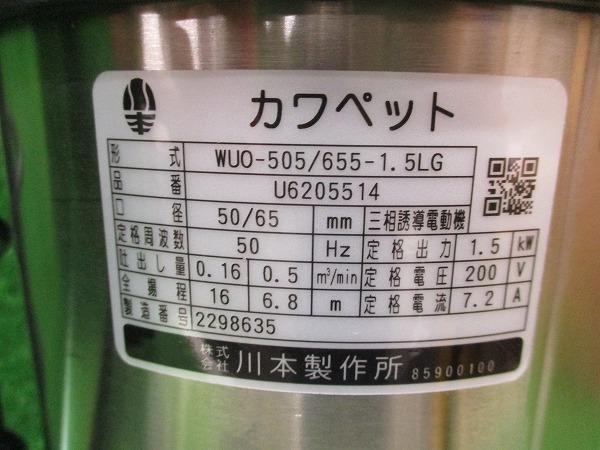 カワペット
形式 WUO-505/655-1.5LG
品番 U6205514
口径 50/65 mm 三相誘導電動機
定格周波数 50 Hz 定格出力 1.5 kW
吐出し量 0.16 0.5 m³/min 定格電圧 200 V
全揚程 16 6.8 m 定格電流 7.2 A
製造番号 2298635
株式会社 川本製作所 85900100